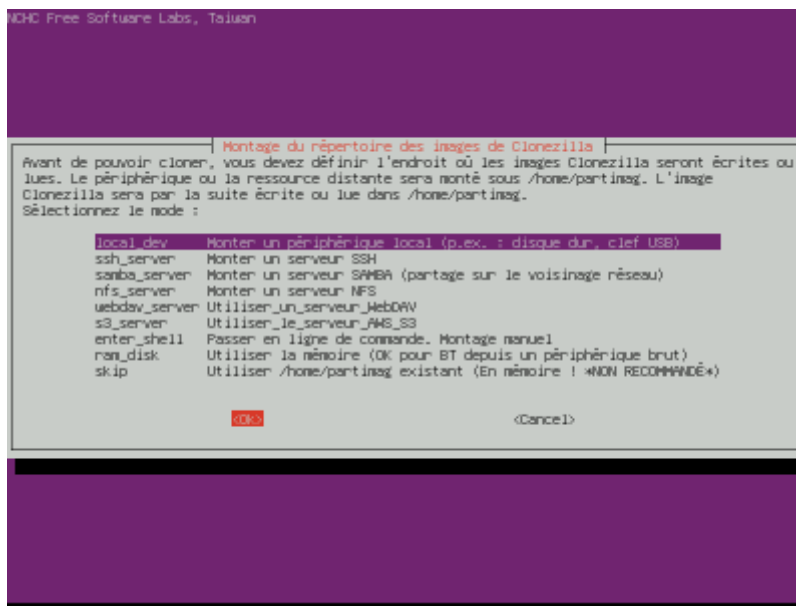 NCHC Free Software Labs, Taiwan
Montage du répertoire des images de Clonezilla
Avant de pouvoir cloner, vous devez définir l'endroit où les images Clonezilla seront écrites ou
lues. Le périphérique ou la ressource distante sera monté sous /home/partimag. L'image
Clonezilla sera par la suite écrite ou lue dans /home/partimag.
Sélectionnez le mode :
local_dev Monter un périphérique local (p.ex. : disque dur, clef USB)
ssh_server Monter un serveur SSH
samba_server Monter un serveur SAMBA (partage sur le voisinage réseau)
nfs_server Monter un serveur NFS
webdav_server Utiliser_un_serveur_WebDAV
s3_server Utiliser_le_serveur_AWS_S3
enter_shell Passer en ligne de commande. Montage manuel
ram_disk Utiliser la mémoire (OK pour BT depuis un périphérique brut)
skip Utiliser /home/partimag existant (En mémoire ! *NON RECOMMANDÉ*)
<Ok> <Cancel>